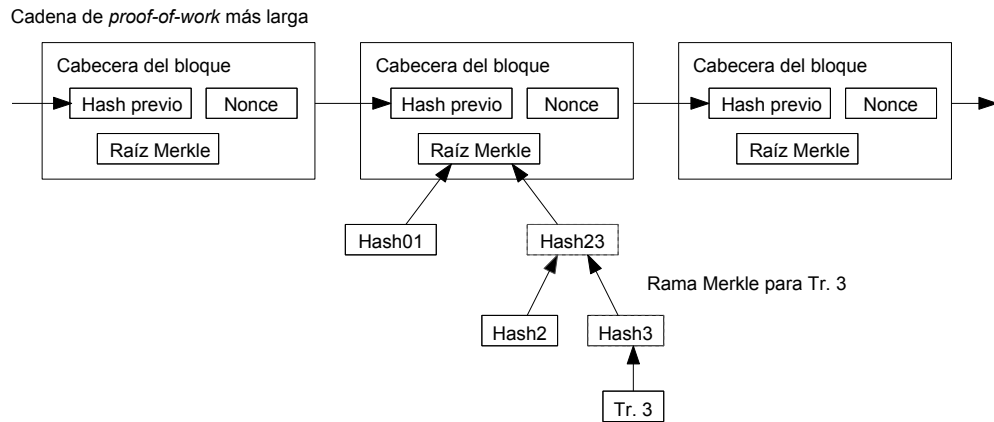 Cadena de proof-of-work más larga
Cabecera del bloque
Hash previo
Nonce
Raíz Merkle
Cabecera del bloque
Hash previo
Nonce
Raíz Merkle
Cabecera del bloque
Hash previo
Nonce
Raíz Merkle
Hash01
Hash23
Rama Merkle para Tr. 3
Hash2
Hash3
Tr. 3